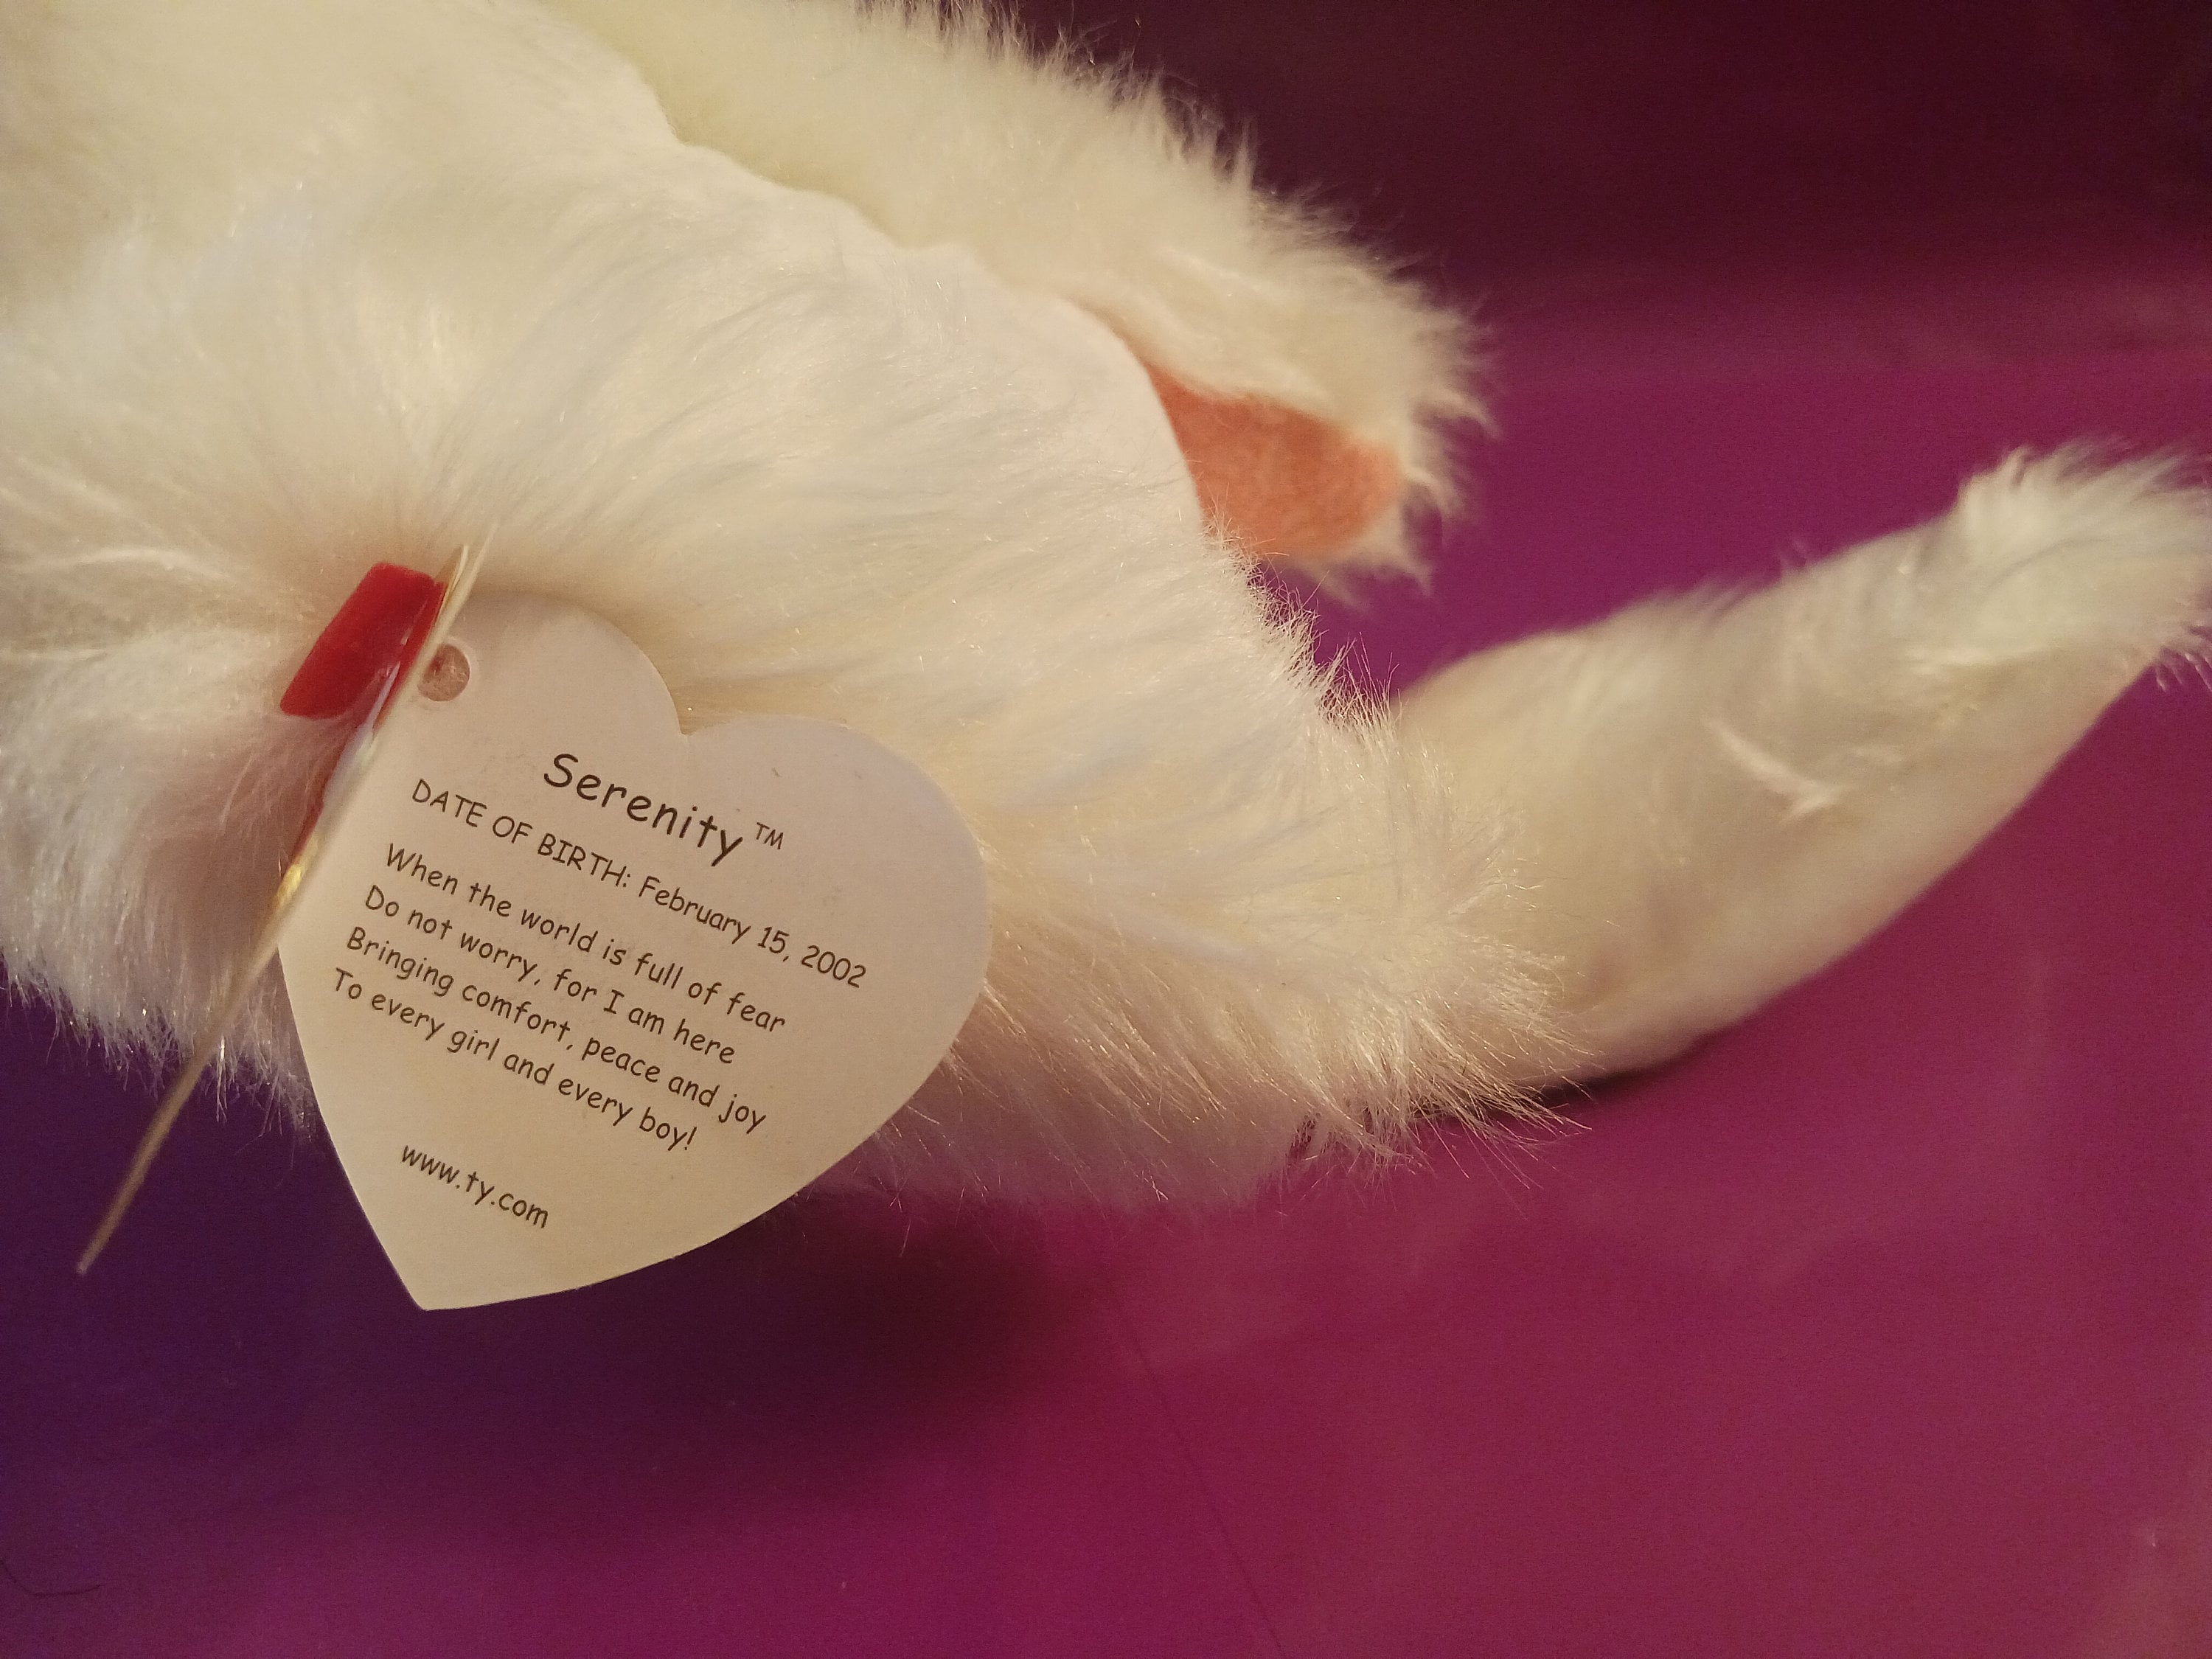 Serenity™
DATE OF BIRTH: February 15, 2002
When the world is full of fear
Do not worry, for I am here
Bringing comfort, peace and joy
To every girl and every boy!
www.ty.com